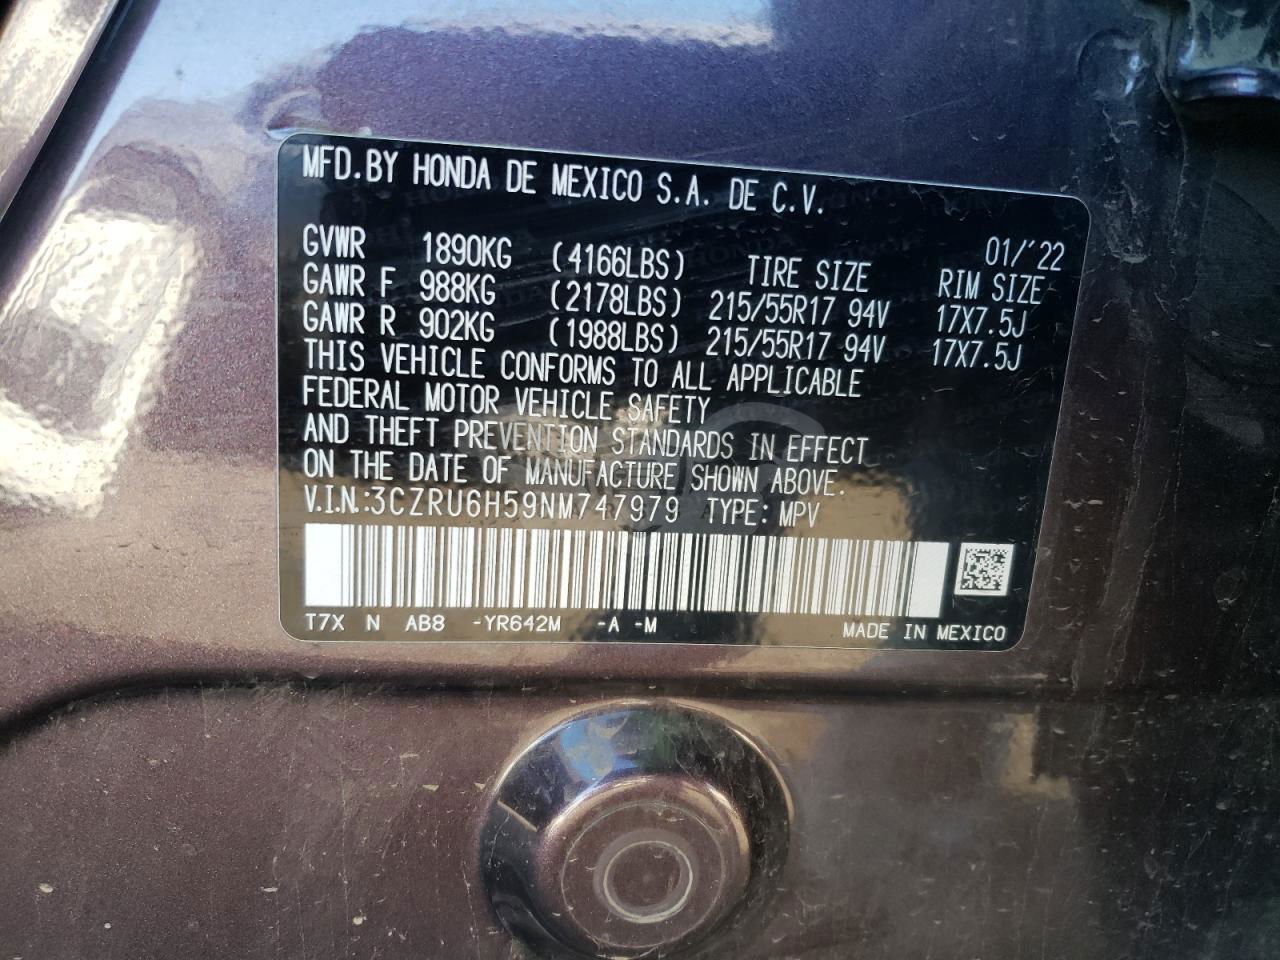 MFD.BY HONDA DE MEXICO S.A. DE C.V.
01/'22
GVWR 1890KG (4166LBS) TIRE SIZE RIM SIZE
GAWR F 988KG (2178LBS) 215/55R17 94V 17X7.5J
GAWR R 902KG (1988LBS) 215/55R17 94V 17X7.5J
THIS VEHICLE CONFORMS TO ALL APPLICABLE
FEDERAL MOTOR VEHICLE SAFETY
AND THEFT PREVENTION STANDARDS IN EFFECT
ON THE DATE OF MANUFACTURE SHOWN ABOVE.
V.I.N.:3CZRU6H59NM747979 TYPE: MPV
T7X N AB8 -YR642M -A -M MADE IN MEXICO